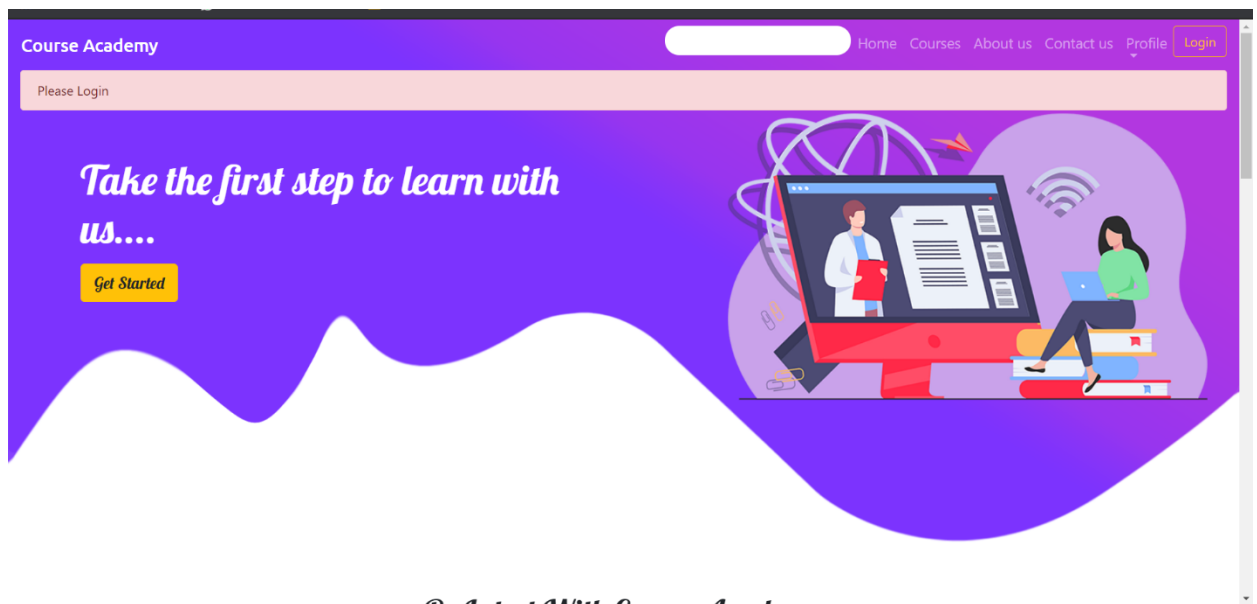 Course Academy
Home Courses About us Contact us Profile Login
Please Login
Take the first step to learn with
us....
Get Started
With